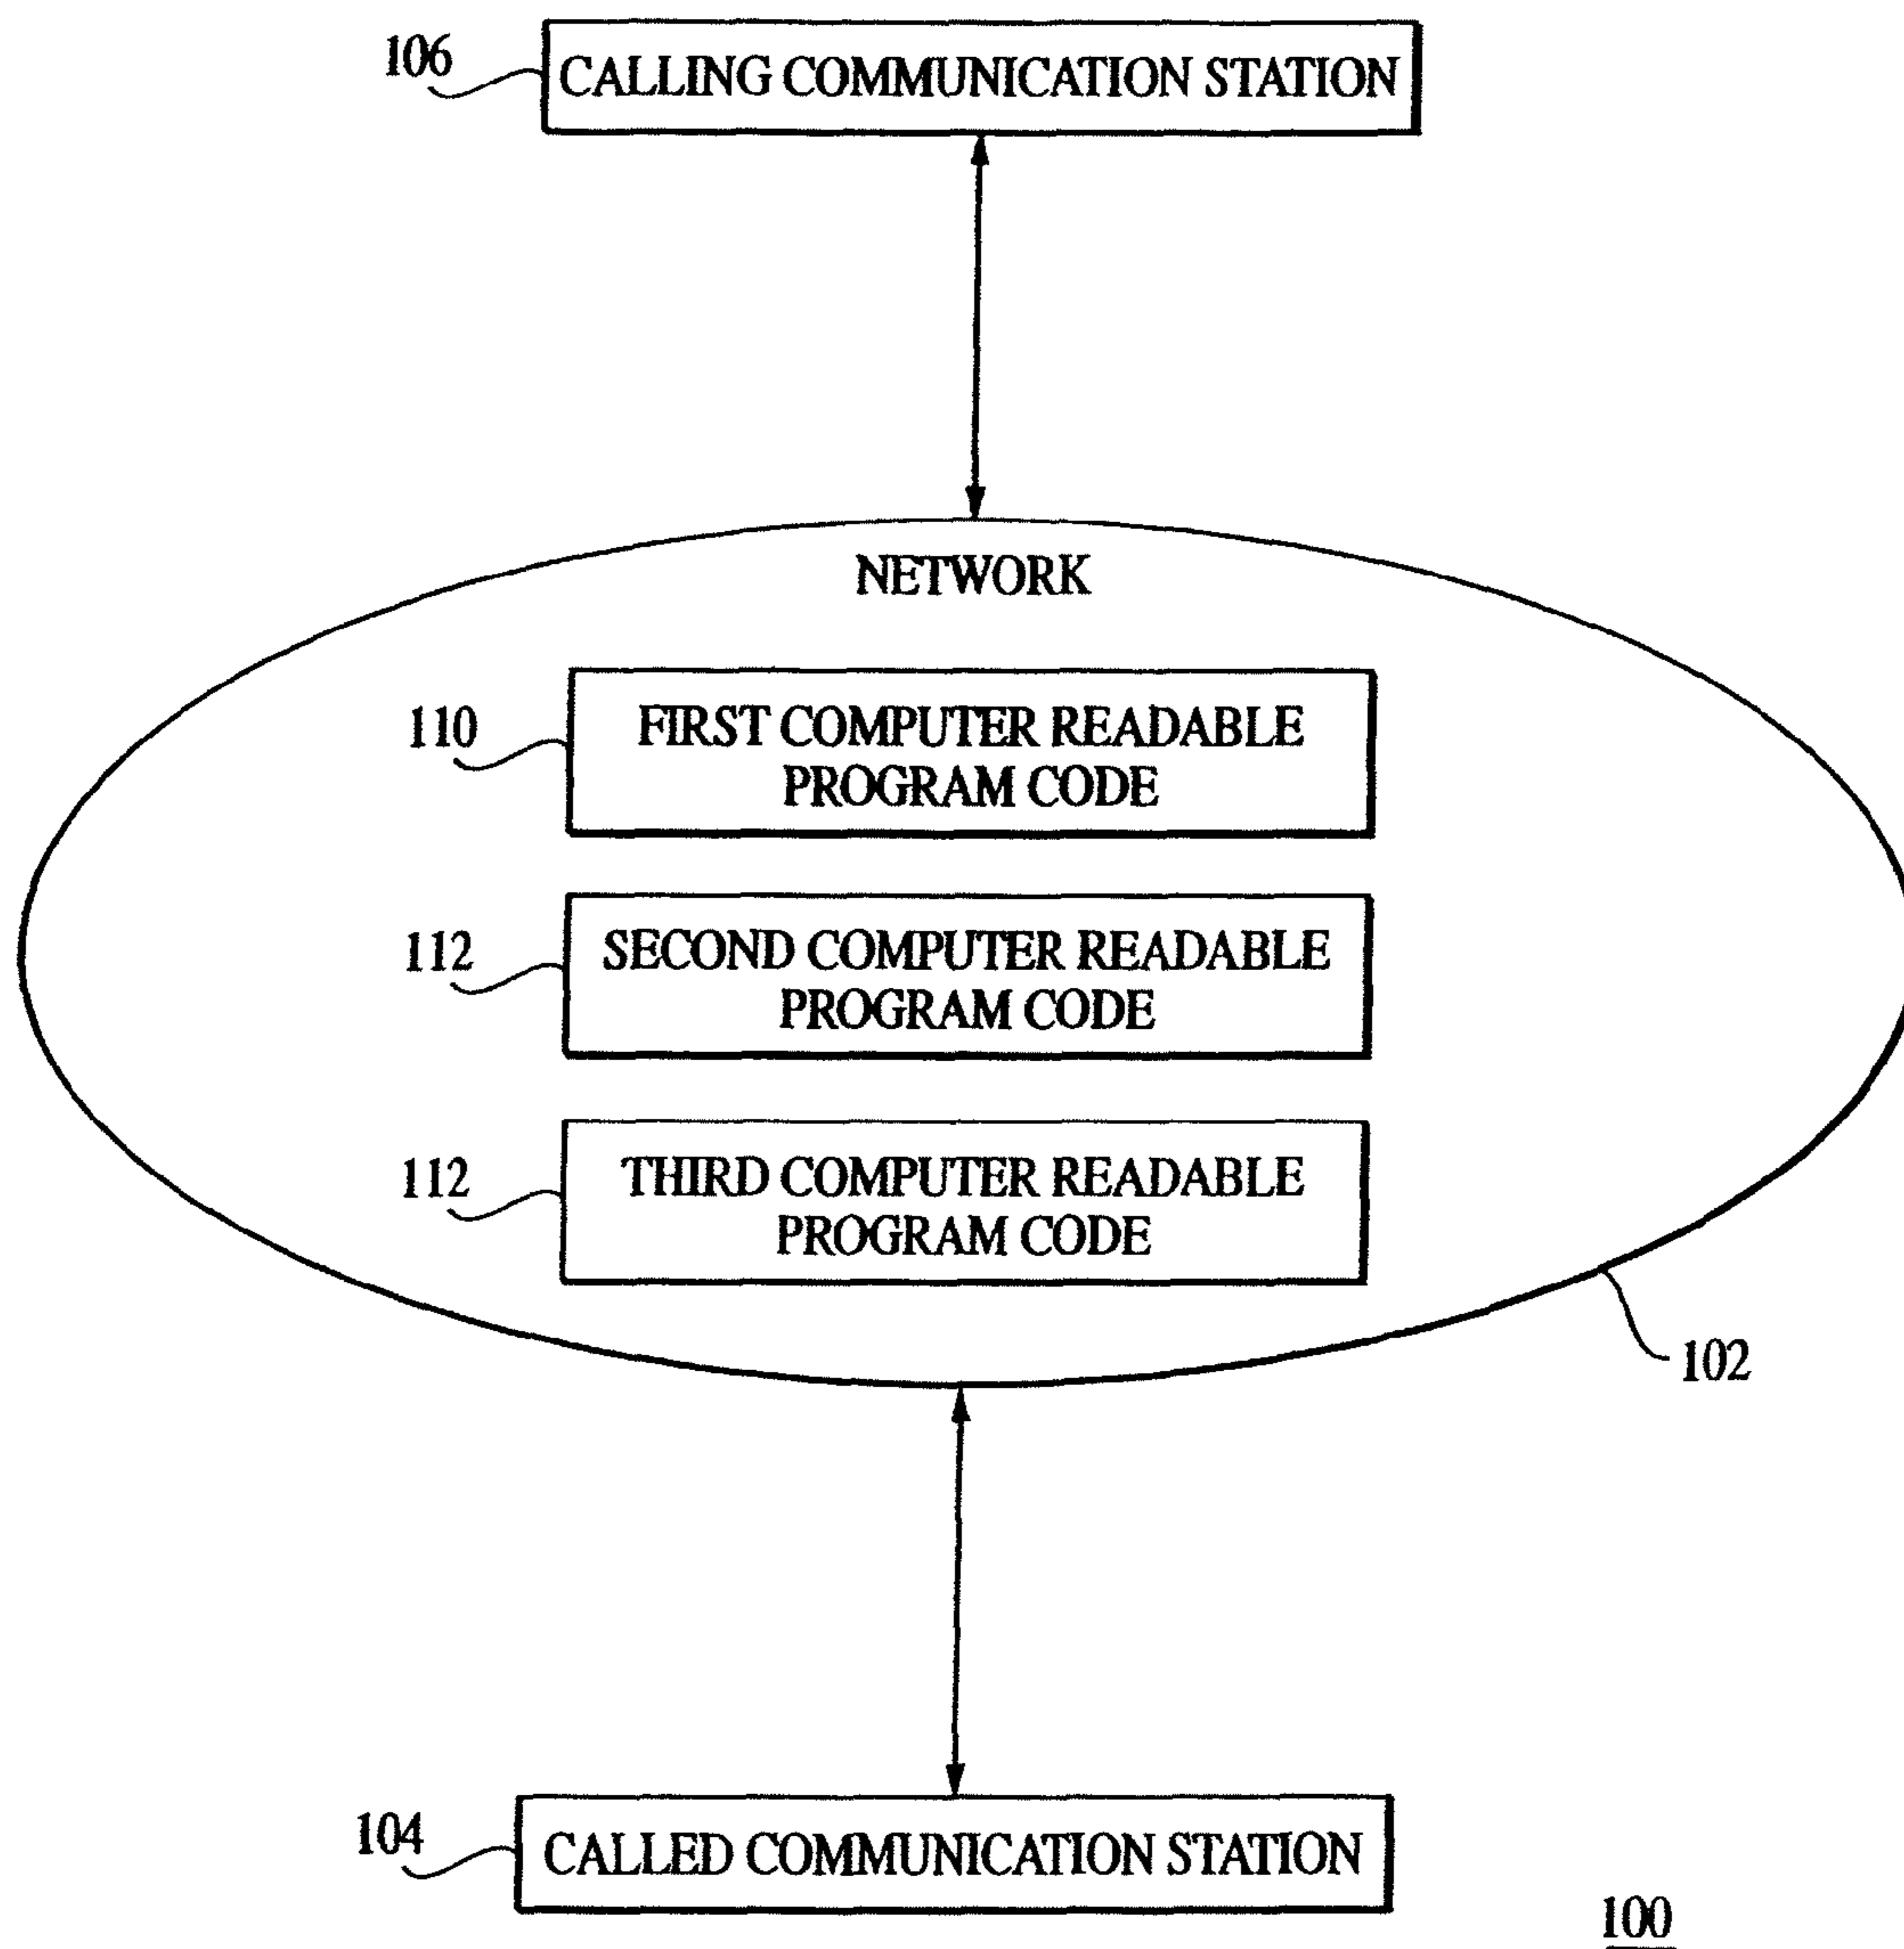 106
CALLING COMMUNICATION STATION
NETWORK
110
FIRST COMPUTER READABLE
PROGRAM CODE
112
SECOND COMPUTER READABLE
PROGRAM CODE
112
THIRD COMPUTER READABLE
PROGRAM CODE
102
104
CALLED COMMUNICATION STATION
100